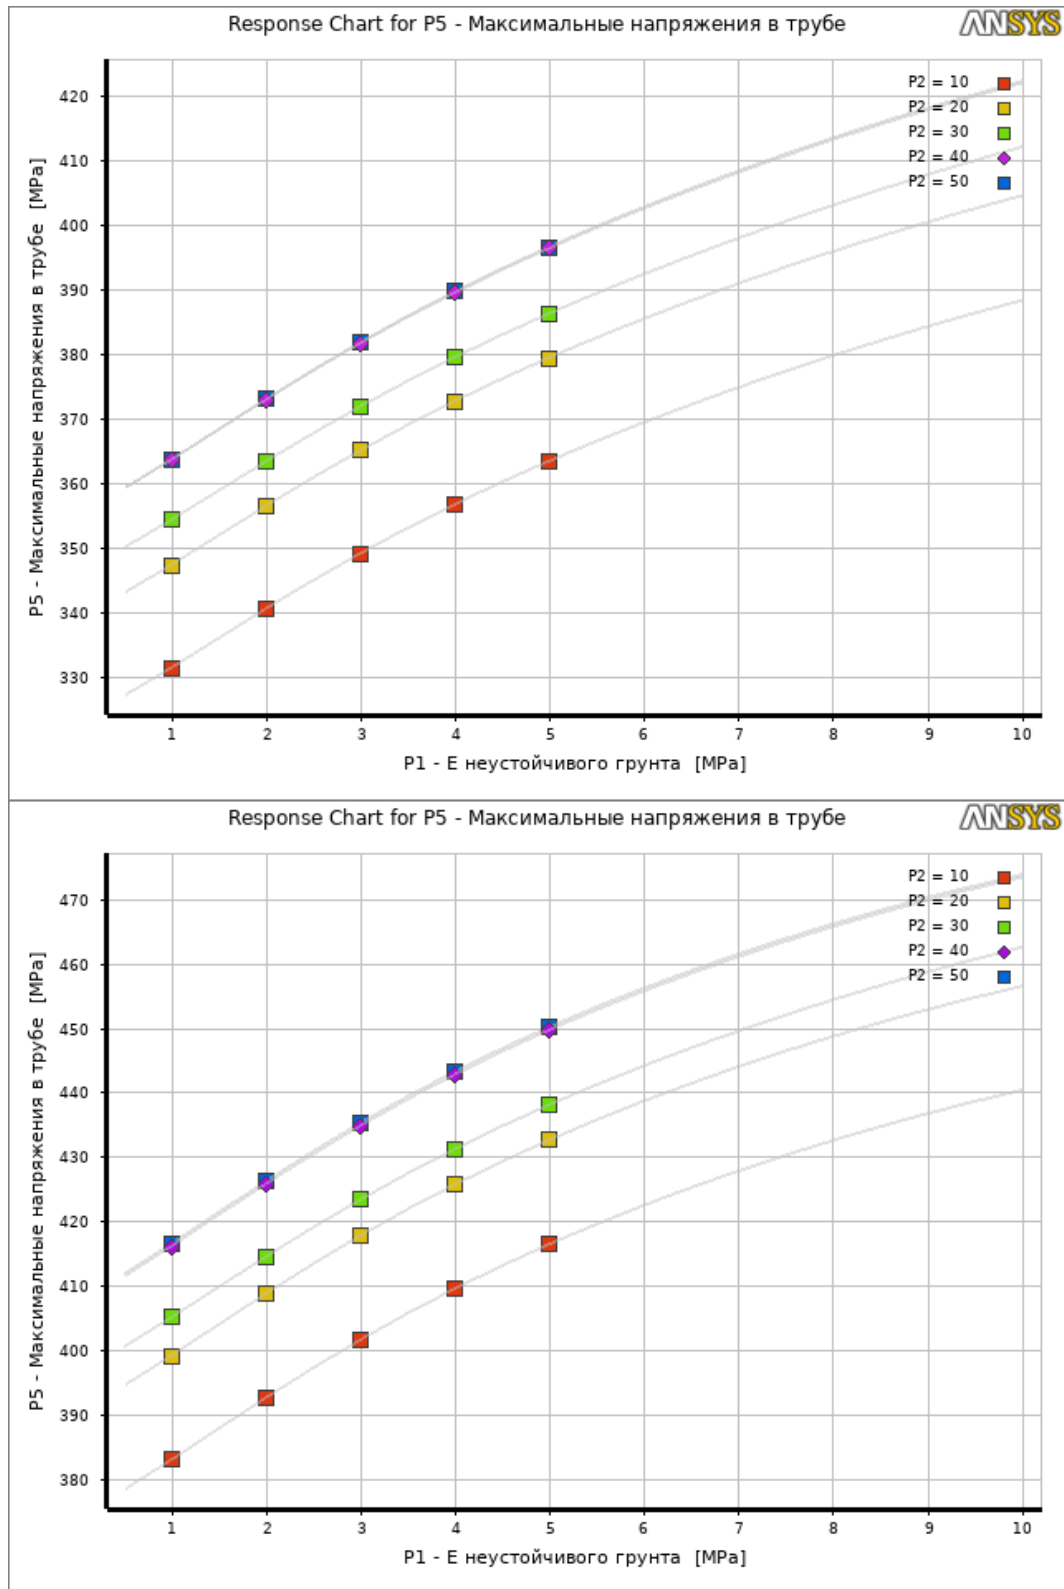 Response Chart for P5 - Максимальные напряжения в трубе
ANSYS
P5 - Максимальные напряжения в трубе [MPa]
420
410
400
390
380
370
360
350
340
330
P2 = 10
P2 = 20
P2 = 30
P2 = 40
P2 = 50
1 2 3 4 5 6 7 8 9 10
P1 - E неустойчивого грунта [MPa]
Response Chart for P5 - Максимальные напряжения в трубе
ANSYS
P5 - Максимальные напряжения в трубе [MPa]
470
460
450
440
430
420
410
400
390
380
P2 = 10
P2 = 20
P2 = 30
P2 = 40
P2 = 50
1 2 3 4 5 6 7 8 9 10
P1 - E неустойчивого грунта [MPa]